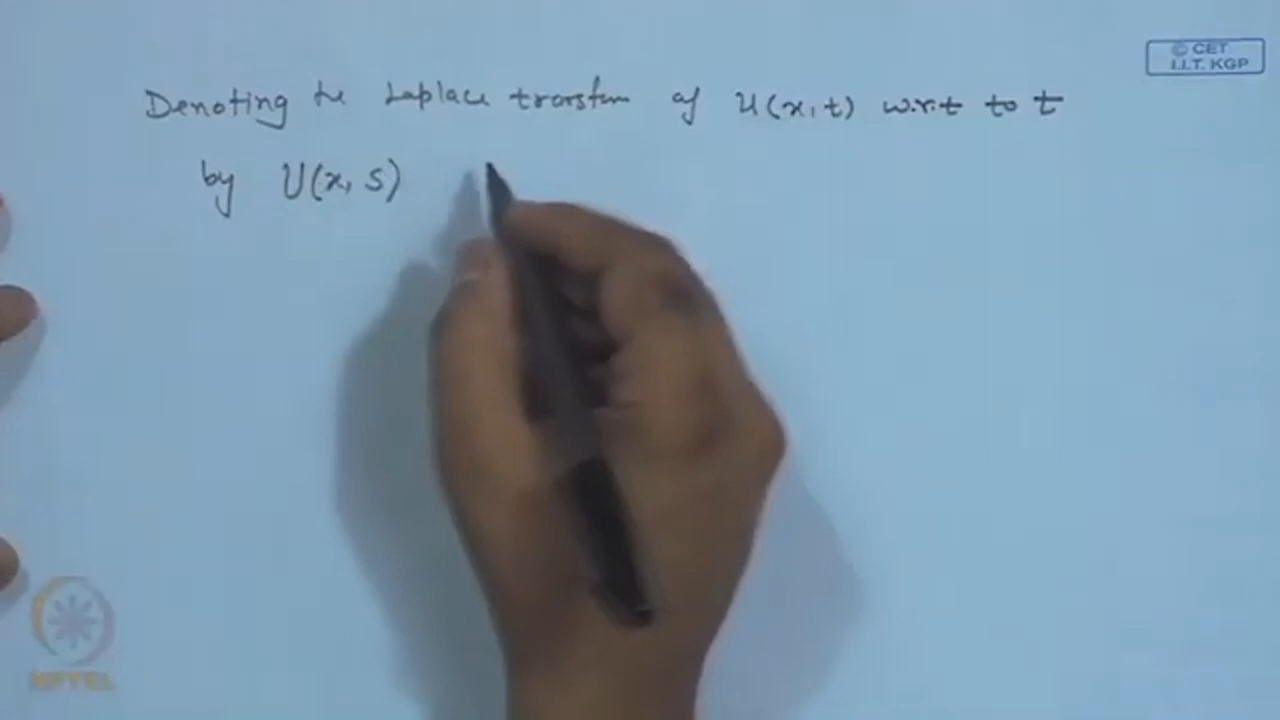 © CET
I.I.T. KGP
Denoting the Laplace transform of u(x,t) w.r.t to t
by U(x, s)
NPTEL